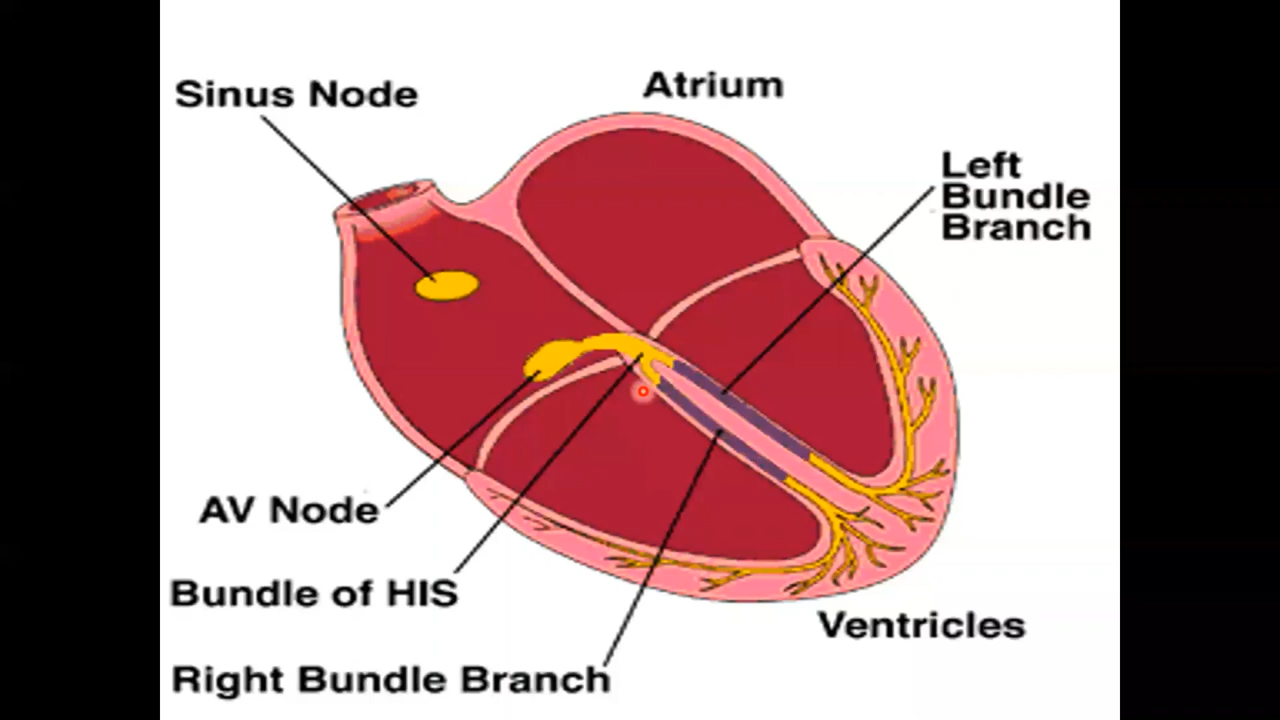 Sinus Node
Atrium
Left
Bundle
Branch
AV Node
Bundle of HIS
Ventricles
Right Bundle Branch